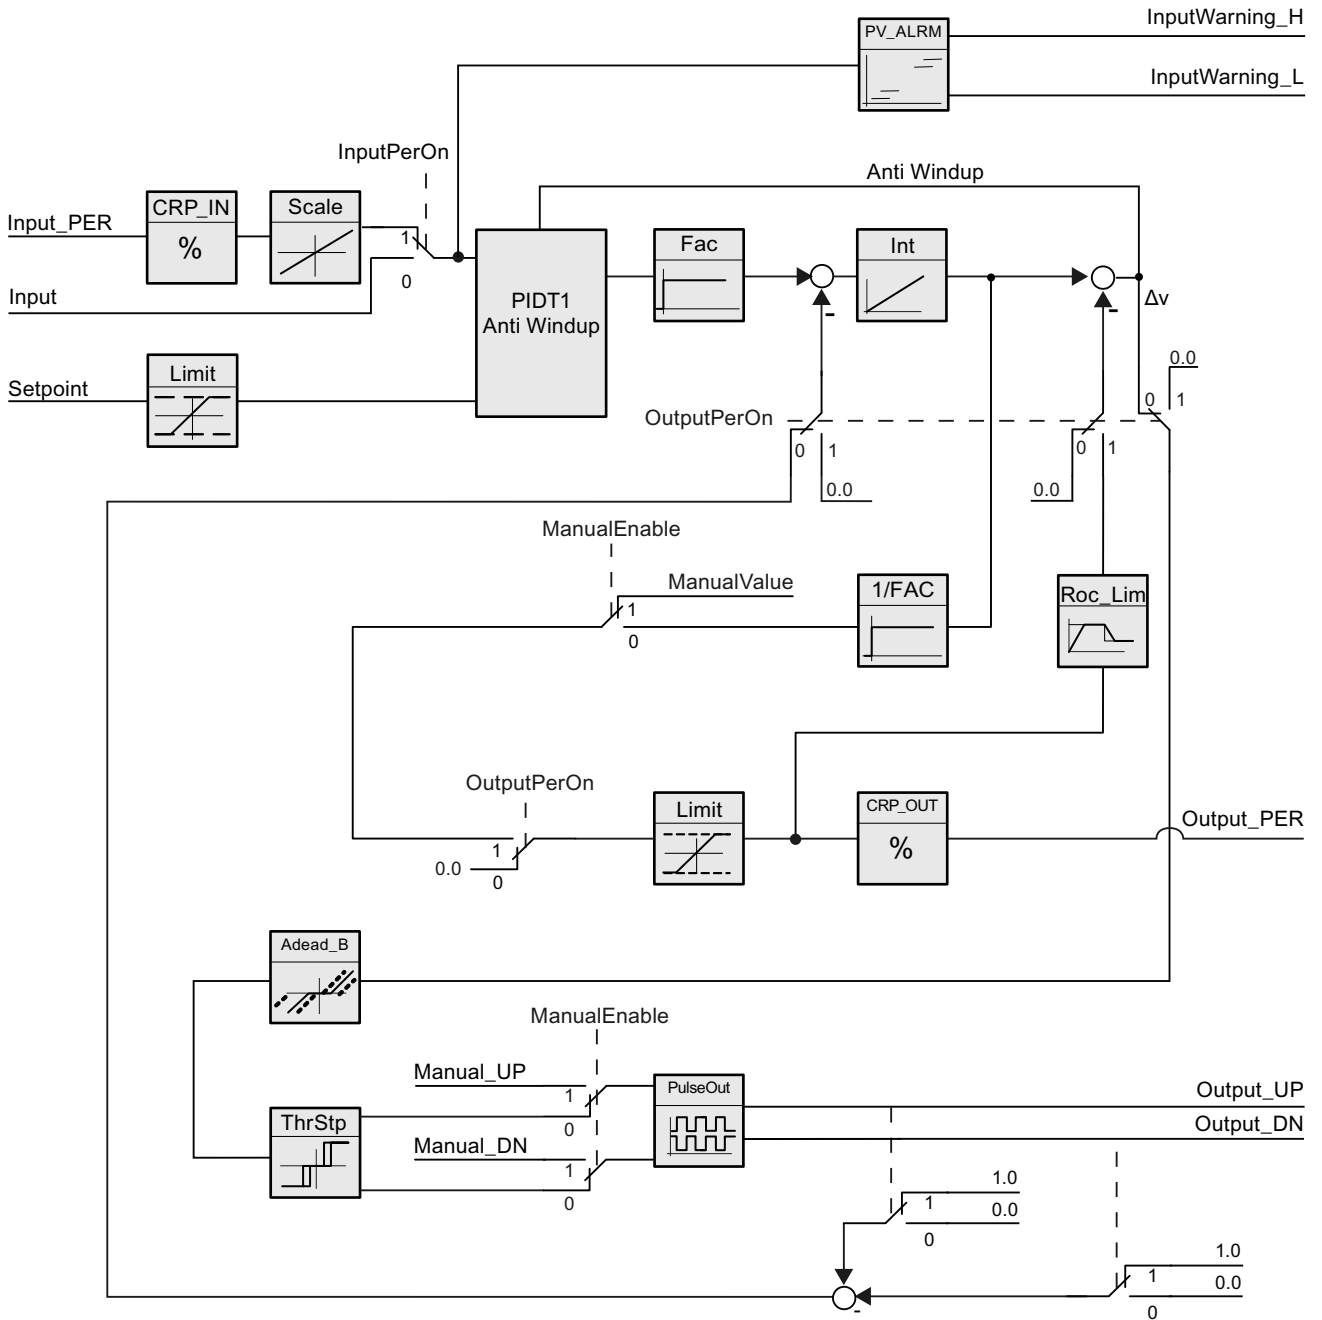 InputWarning_H
PV_ALRM
InputWarning_L
InputPerOn
Anti Windup
Input_PER
CRP_IN
%
Scale
1
0
Input
PIDT1
Anti Windup
Fac
Int
-
-
Δv
Setpoint
Limit
0.0
0
1
OutputPerOn
0
1
0.0
0
1
0.0
ManualEnable
ManualValue
1
0
1/FAC
Roc_Lim
OutputPerOn
1
0.0
0
Limit
CRP_OUT
%
Output_PER
Adead_B
ManualEnable
Manual_UP
1
0
Manual_DN
1
0
ThrStp
PulseOut
Output_UP
Output_DN
1.0
1
0.0
0
1.0
1
0.0
0
-